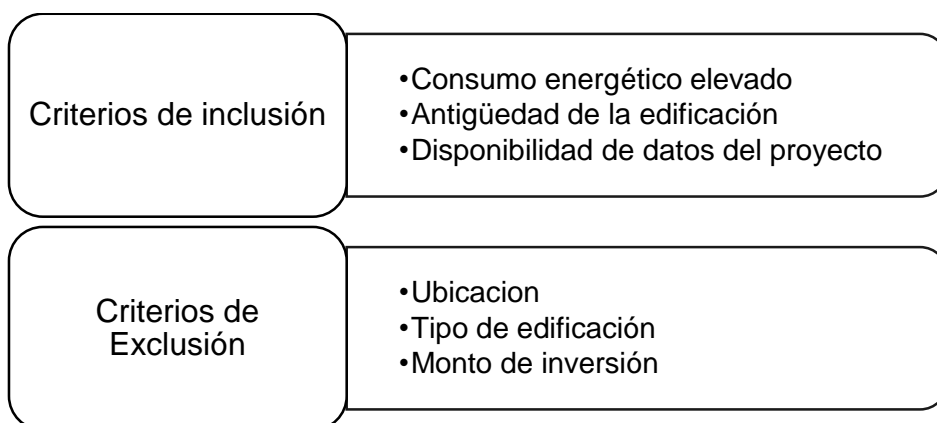 Criterios de inclusión
•Consumo energético elevado
•Antigüedad de la edificación
•Disponibilidad de datos del proyecto
Criterios de
Exclusión
•Ubicacion
•Tipo de edificación
•Monto de inversión